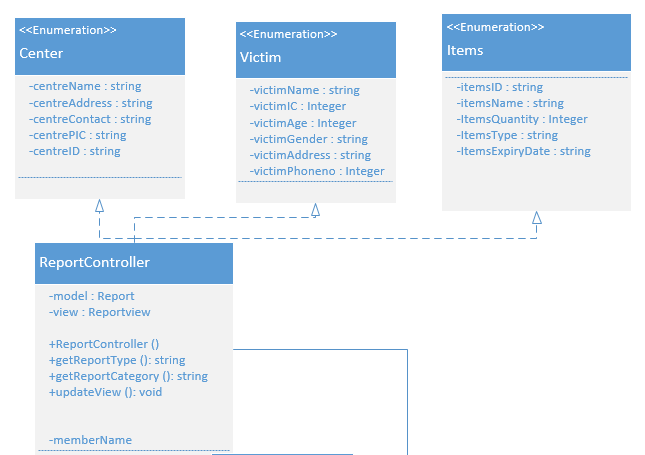 <<Enumeration>>
Center
-centreName : string
-centreAddress : string
-centreContact : string
-centrePIC : string
-centreID : string
<<Enumeration>>
Victim
-victimName : string
-victimIC : Integer
-victimAge : Integer
-victimGender : string
-victimAddress : string
-victimPhoneno : Integer
<<Enumeration>>
Items
-itemsID : string
-itemsName : string
-ItemsQuantity : Integer
-ItemsType : string
-ItemsExpiryDate : string
ReportController
-model : Report
-view : Reportview
+ReportController ()
+getReportType (): string
+getReportCategory (): string
+updateView (): void
-memberName